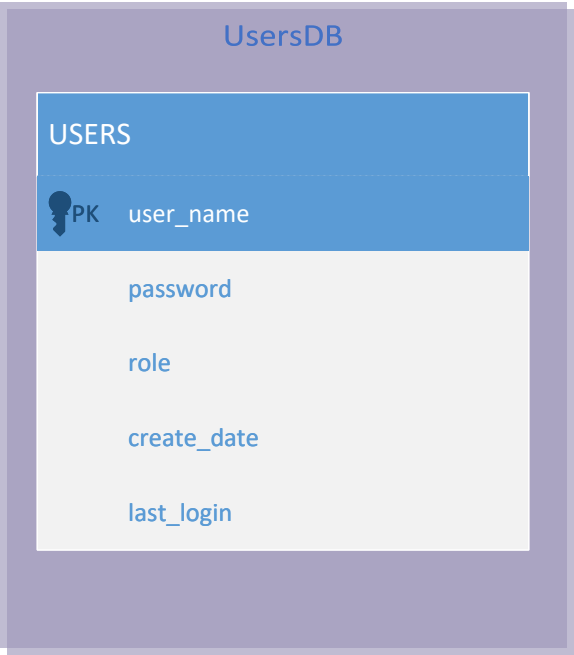 UsersDB
USERS
PK user_name
password
role
create_date
last_login